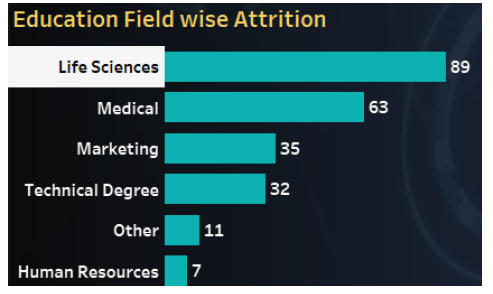 Education Field wise Attrition
Life Sciences 89
Medical 63
Marketing 35
Technical Degree 32
Other 11
Human Resources 7